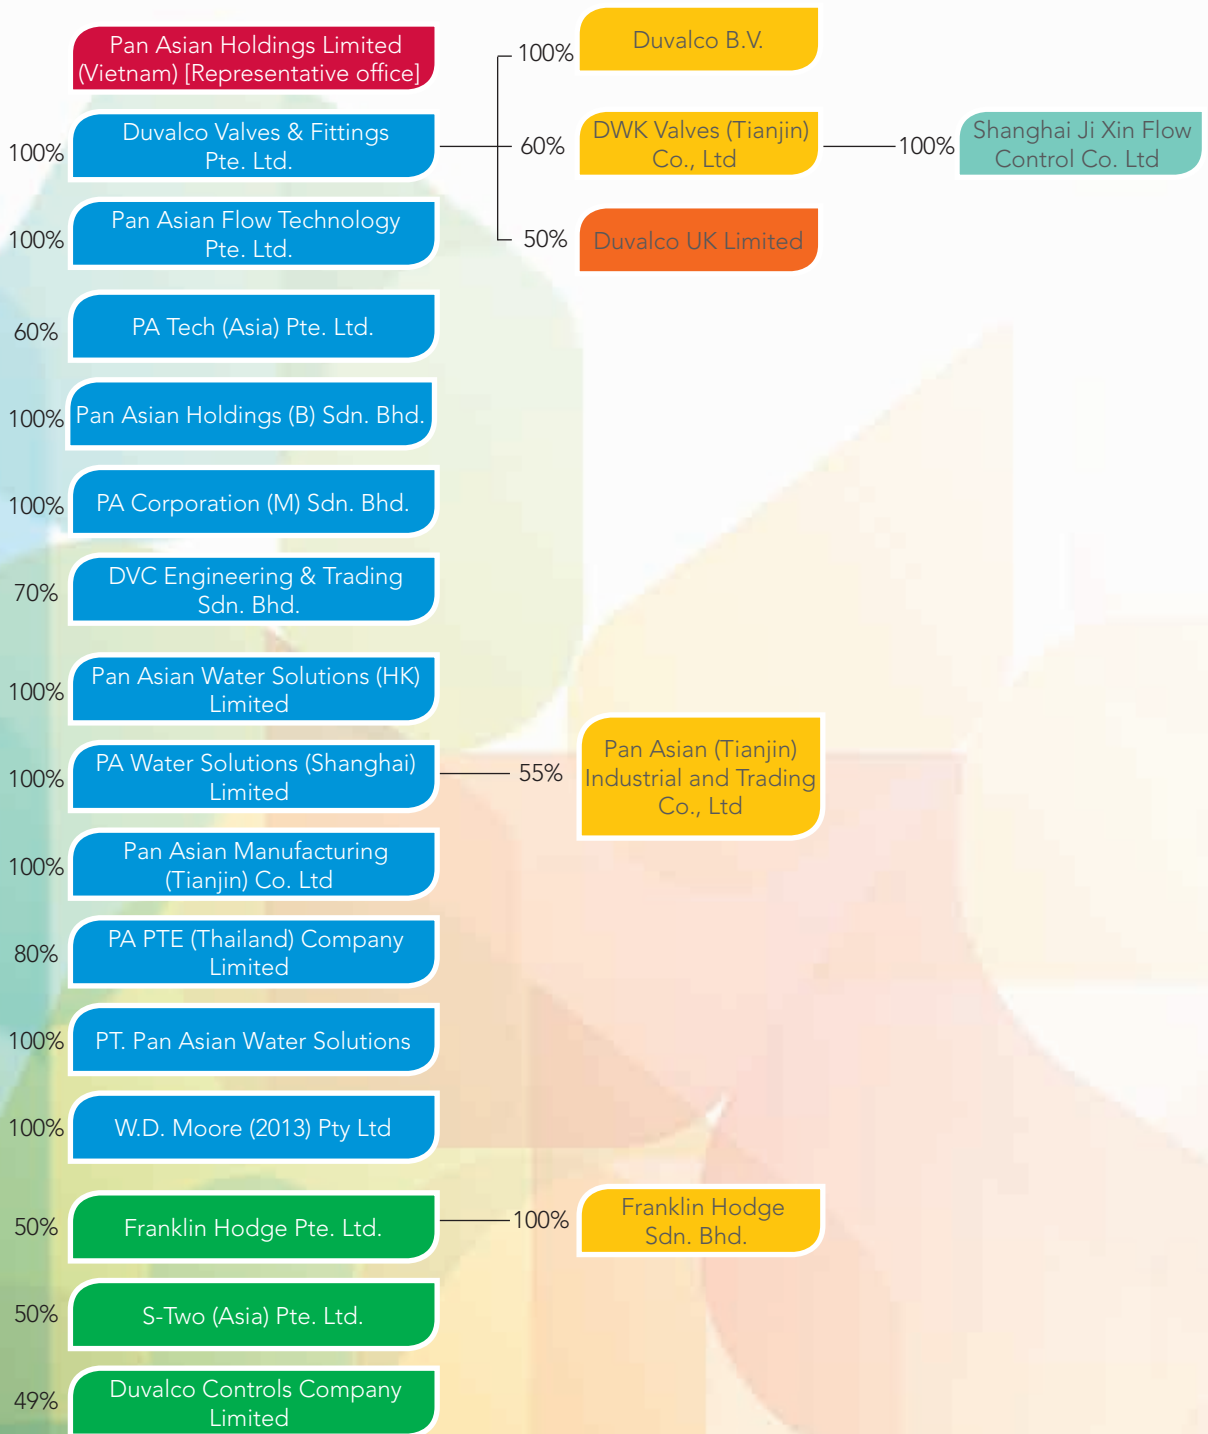 Pan Asian Holdings Limited
(Vietnam) [Representative office]
100%
Duvalco B.V.
100%
Duvalco Valves & Fittings
Pte. Ltd.
60%
DWK Valves (Tianjin)
Co., Ltd
100%
Shanghai Ji Xin Flow
Control Co. Ltd
100%
Pan Asian Flow Technology
Pte. Ltd.
50%
Duvalco UK Limited
60%
PA Tech (Asia) Pte. Ltd.
100%
Pan Asian Holdings (B) Sdn. Bhd.
100%
PA Corporation (M) Sdn. Bhd.
70%
DVC Engineering & Trading
Sdn. Bhd.
100%
Pan Asian Water Solutions (HK)
Limited
100%
PA Water Solutions (Shanghai)
Limited
55%
Pan Asian (Tianjin)
Industrial and Trading
Co., Ltd
100%
Pan Asian Manufacturing
(Tianjin) Co. Ltd
80%
PA PTE (Thailand) Company
Limited
100%
PT. Pan Asian Water Solutions
100%
W.D. Moore (2013) Pty Ltd
50%
Franklin Hodge Pte. Ltd.
100%
Franklin Hodge
Sdn. Bhd.
50%
S-Two (Asia) Pte. Ltd.
49%
Duvalco Controls Company
Limited